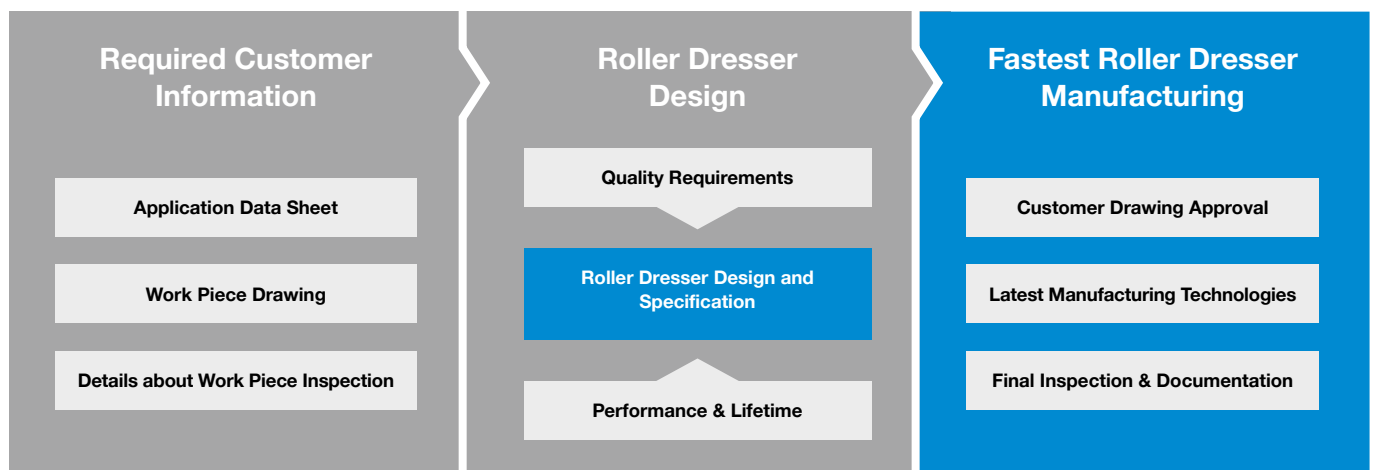 Required Customer
Information
Application Data Sheet
Work Piece Drawing
Details about Work Piece Inspection
Roller Dresser
Design
Quality Requirements
Roller Dresser Design and
Specification
Performance & Lifetime
Fastest Roller Dresser
Manufacturing
Customer Drawing Approval
Latest Manufacturing Technologies
Final Inspection & Documentation